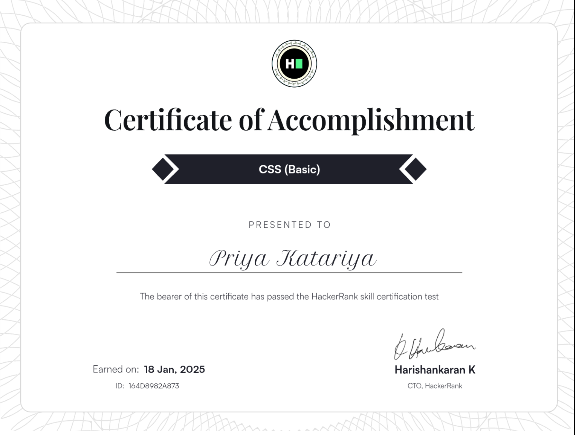 H
Certificate of Accomplishment
CSS (Basic)
PRESENTED TO
Priya Katariya
The bearer of this certificate has passed the HackerRank skill certification test
Earned on: 18 Jan, 2025
ID: 164D8982A873
Harishankaran K
CTO, HackerRank